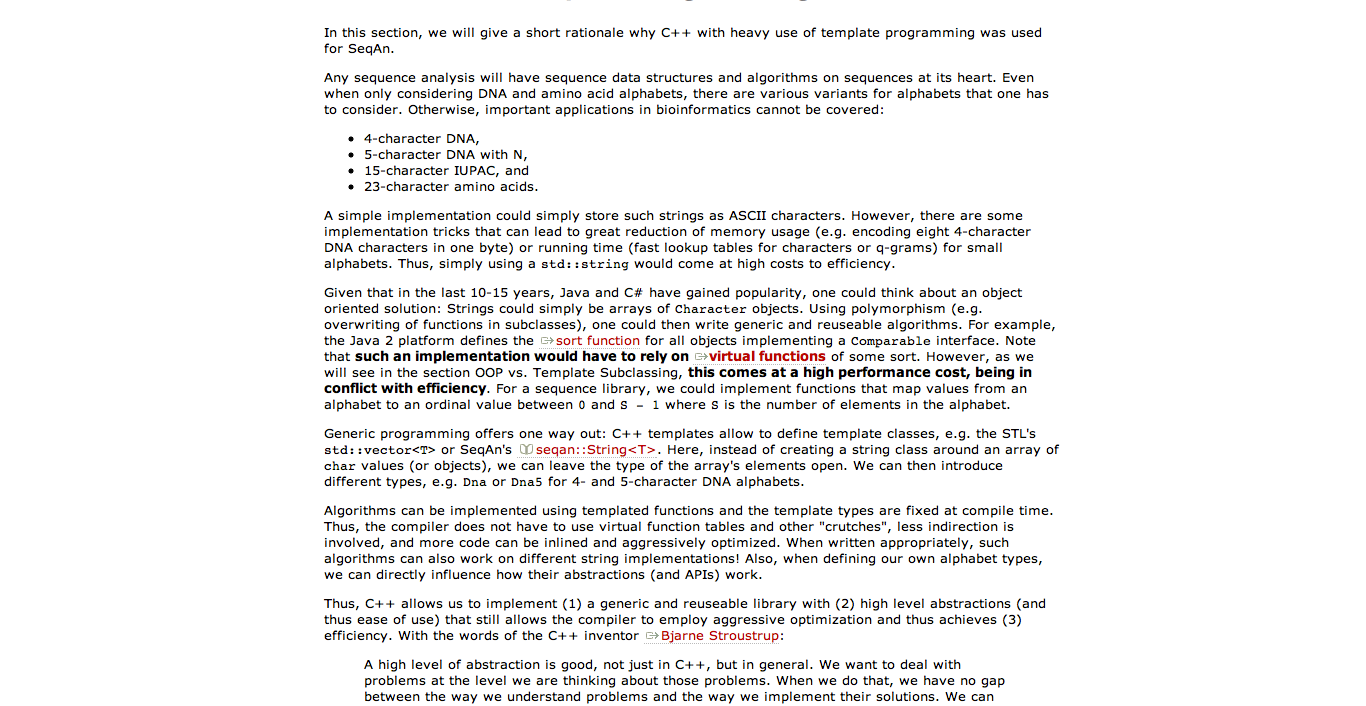 In this section, we will give a short rationale why C++ with heavy use of template programming was used
for SeqAn.
Any sequence analysis will have sequence data structures and algorithms on sequences at its heart. Even
when only considering DNA and amino acid alphabets, there are various variants for alphabets that one has
to consider. Otherwise, important applications in bioinformatics cannot be covered:
• 4-character DNA,
• 5-character DNA with N,
• 15-character IUPAC, and
• 23-character amino acids.
A simple implementation could simply store such strings as ASCII characters. However, there are some
implementation tricks that can lead to great reduction of memory usage (e.g. encoding eight 4-character
DNA characters in one byte) or running time (fast lookup tables for characters or q-grams) for small
alphabets. Thus, simply using a std::string would come at high costs to efficiency.
Given that in the last 10-15 years, Java and C# have gained popularity, one could think about an object
oriented solution: Strings could simply be arrays of Character objects. Using polymorphism (e.g.
overwriting of functions in subclasses), one could then write generic and reuseable algorithms. For example,
the Java 2 platform defines the sort function for all objects implementing a Comparable interface. Note
that such an implementation would have to rely on virtual functions of some sort. However, as we
will see in the section OOP vs. Template Subclassing, this comes at a high performance cost, being in
conflict with efficiency. For a sequence library, we could implement functions that map values from an
alphabet to an ordinal value between 0 and S - 1 where S is the number of elements in the alphabet.
Generic programming offers one way out: C++ templates allow to define template classes, e.g. the STL's
std::vector<T> or SeqAn's seqan::String<T>. Here, instead of creating a string class around an array of
char values (or objects), we can leave the type of the array's elements open. We can then introduce
different types, e.g. Dna or Dna5 for 4- and 5-character DNA alphabets.
Algorithms can be implemented using templated functions and the template types are fixed at compile time.
Thus, the compiler does not have to use virtual function tables and other "crutches", less indirection is
involved, and more code can be inlined and aggressively optimized. When written appropriately, such
algorithms can also work on different string implementations! Also, when defining our own alphabet types,
we can directly influence how their abstractions (and APIs) work.
Thus, C++ allows us to implement (1) a generic and reuseable library with (2) high level abstractions (and
thus ease of use) that still allows the compiler to employ aggressive optimization and thus achieves (3)
efficiency. With the words of the C++ inventor Bjarne Stroustrup:
A high level of abstraction is good, not just in C++, but in general. We want to deal with
problems at the level we are thinking about those problems. When we do that, we have no gap
between the way we understand problems and the way we implement their solutions. We can